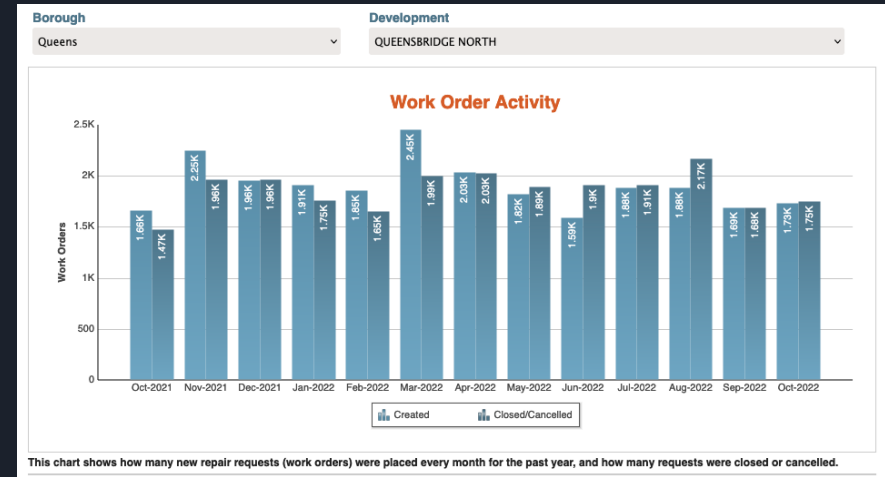 Borough
Development
Queens
QUEENSBRIDGE NORTH
Work Order Activity
2.5K
2K
1.5K
1K
500
0
Work Orders
1.66K
1.47K
2.25K
1.96K
1.96K
1.96K
1.91K
1.75K
1.85K
1.65K
2.45K
1.99K
2.03K
2.03K
1.82K
1.89K
1.59K
1.9K
1.88K
1.91K
1.88K
2.17K
1.69K
1.68K
1.73K
1.75K
Oct-2021 Nov-2021 Dec-2021 Jan-2022 Feb-2022 Mar-2022 Apr-2022 May-2022 Jun-2022 Jul-2022 Aug-2022 Sep-2022 Oct-2022
Created Closed/Cancelled
This chart shows how many new repair requests (work orders) were placed every month for the past year, and how many requests were closed or cancelled.